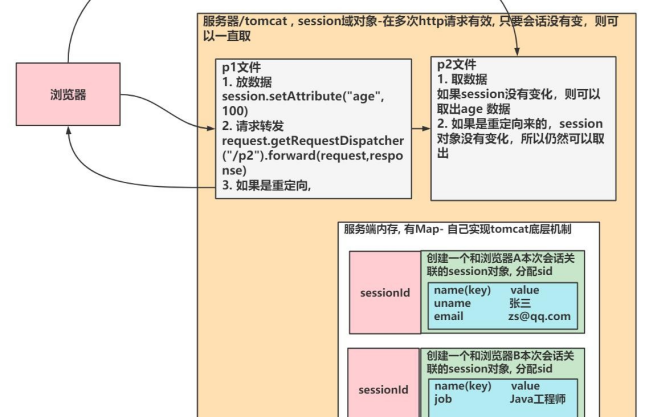 服务器/tomcat , session域对象-在多次http请求有效, 只要会话没有变，则可
以一直取
浏览器
p1文件
1. 放数据
session.setAttribute("age",
100)
2. 请求转发
request.getRequestDispatcher
("/p2").forward(request,respo
nse)
3. 如果是重定向,
p2文件
1. 取数据
如果session没有变化，则可以
取出age 数据
2. 如果是重定向来的，session
对象没有变化，所以仍然可以取
出
服务端内存, 有Map- 自己实现tomcat底层机制
sessionId
创建一个和浏览器A本次会话关
联的session对象, 分配sid
name(key) value
uname 张三
email zs@qq.com
sessionId
创建一个和浏览器B本次会话关
联的session对象, 分配sid
name(key) value
job Java工程师